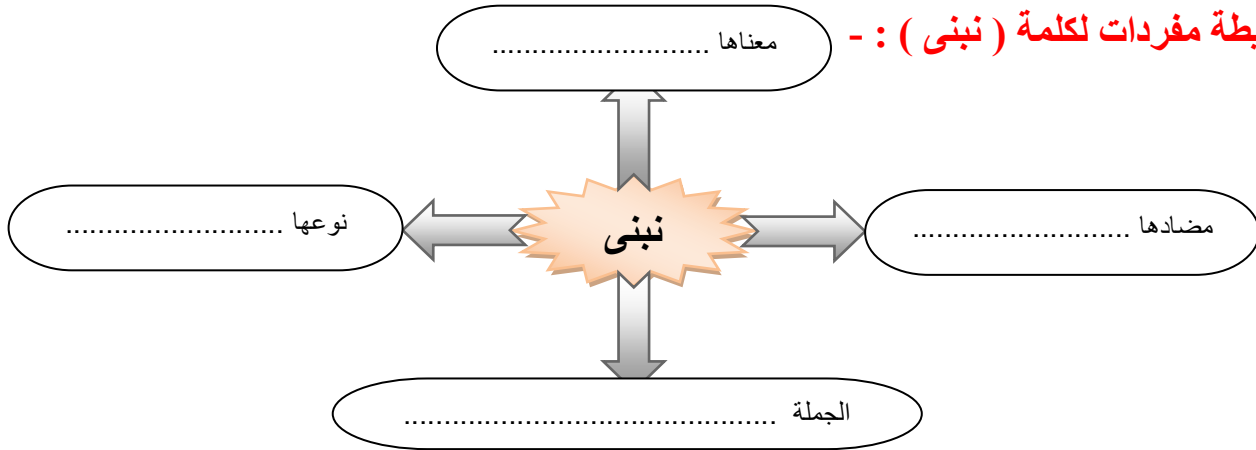 بطة مفردات لكلمة ( نبنى ) : -
معناها ...........................
نوعها ...........................
نبنى
مضادها ...........................
الجملة ..............................................